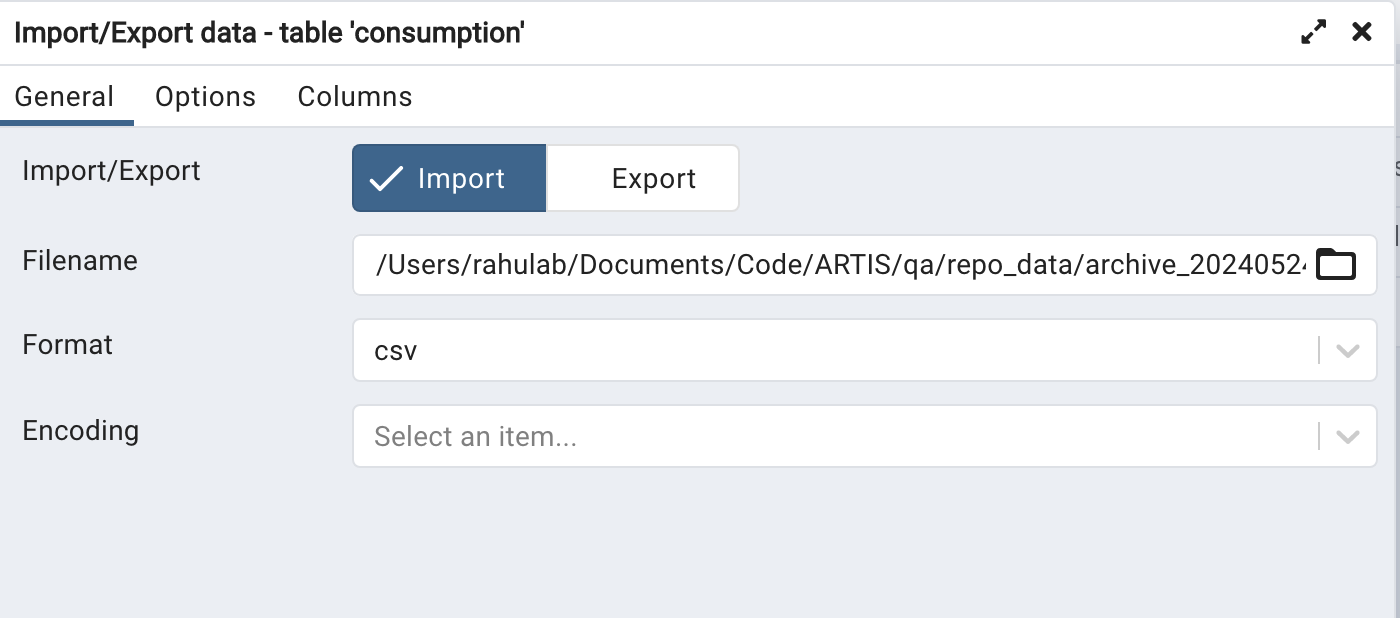 Import/Export data - table 'consumption'
General Options Columns
Import/Export Import Export
Filename /Users/rahulab/Documents/Code/ARTIS/qa/repo_data/archive_2024052
Format csv
Encoding Select an item...